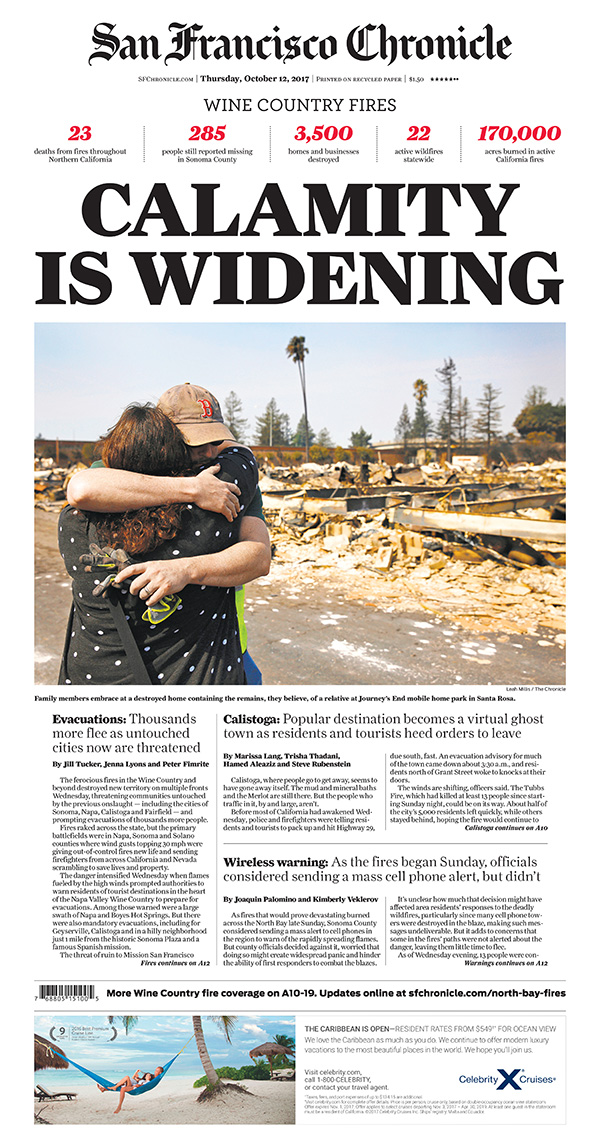 San Francisco Chronicle
SFCHRONICLE.COM | Thursday, October 12, 2017 | PRINTED ON RECYCLED PAPER | $1.50 ★★★★★★★
WINE COUNTRY FIRES
23
deaths from fires throughout
Northern California
285
people still reported missing
in Sonoma County
3,500
homes and businesses
destroyed
22
active wildfires
statewide
170,000
acres burned in active
California fires
CALAMITY
IS WIDENING
B
Leah Millis / The Chronicle
Family members embrace at a destroyed home containing the remains, they believe, of a relative at Journey's End mobile home park in Santa Rosa.
Evacuations: Thousands
more flee as untouched
cities now are threatened
By Jill Tucker, Jenna Lyons and Peter Fimrite
The ferocious fires in the Wine Country and
beyond destroyed new territory on multiple fronts
Wednesday, threatening communities untouched
by the previous onslaught — including the cities of
Sonoma, Napa, Calistoga and Fairfield — and
prompting evacuations of thousands more people.
Fires raked across the state, but the primary
battlefields were in Napa, Sonoma and Solano
counties where wind gusts topping 30 mph were
giving out-of-control fires new life and sending
firefighters from across California and Nevada
scrambling to save lives and property.
The danger intensified Wednesday when flames
fueled by the high winds prompted authorities to
warn residents of tourist destinations in the heart
of the Napa Valley Wine Country to prepare for
evacuations. Among those warned were a large
swath of Napa and Boyes Hot Springs. But there
were also mandatory evacuations, including for
Geyserville, Calistoga and in a hilly neighborhood
just 1 mile from the historic Sonoma Plaza and a
famous Spanish mission.
The threat of ruin to Mission San Francisco
Fires continues on A12
Calistoga: Popular destination becomes a virtual ghost
town as residents and tourists heed orders to leave
By Marissa Lang, Trisha Thadani,
Hamed Aleaziz and Steve Rubenstein
Calistoga, where people go to get away, seems to
have gone away itself. The mud and mineral baths
and the Merlot are still there. But the people who
traffic in it, by and large, aren't.
Before most of California had awakened Wed-
nesday, police and firefighters were telling resi-
dents and tourists to pack up and hit Highway 29,
due south, fast. An evacuation advisory for much
of the town came down about 3:30 a.m., and resi-
dents north of Grant Street woke to knocks at their
doors.
The winds are shifting, officers said. The Tubbs
Fire, which had killed at least 13 people since start-
ing Sunday night, could be on its way. About half of
the city's 5,000 residents left quickly, while others
stayed behind, hoping the fire would continue to
Calistoga continues on A10
Wireless warning: As the fires began Sunday, officials
considered sending a mass cell phone alert, but didn't
By Joaquin Palomino and Kimberly Veklerov
As fires that would prove devastating burned
across the North Bay late Sunday, Sonoma County
considered sending a mass alert to cell phones in
the region to warn of the rapidly spreading flames.
But county officials decided against it, worried that
doing so might create widespread panic and hinder
the ability of first responders to combat the blazes.
It's unclear how much that decision might have
affected area residents' responses to the deadly
wildfires, particularly since many cell phone tow-
ers were destroyed in the blaze, making such mes-
sages undeliverable. But it adds to concerns that
some in the fires' paths were not alerted about the
danger, leaving them little time to flee.
As of Wednesday evening, 13 people were con-
Warnings continues on A12
7 68805 15100 5
More Wine Country fire coverage on A10-19. Updates online at sfchronicle.com/north-bay-fires
9
THE CARIBBEAN IS OPEN—RESIDENT RATES FROM $549* FOR OCEAN VIEW
We love the Caribbean as much as you do. We continue to offer modern luxury
vacations to the most beautiful places in the world. We hope you'll join us.
Visit celebrity.com,
call 1-800-CELEBRITY,
or contact your travel agent.
Celebrity X Cruises®